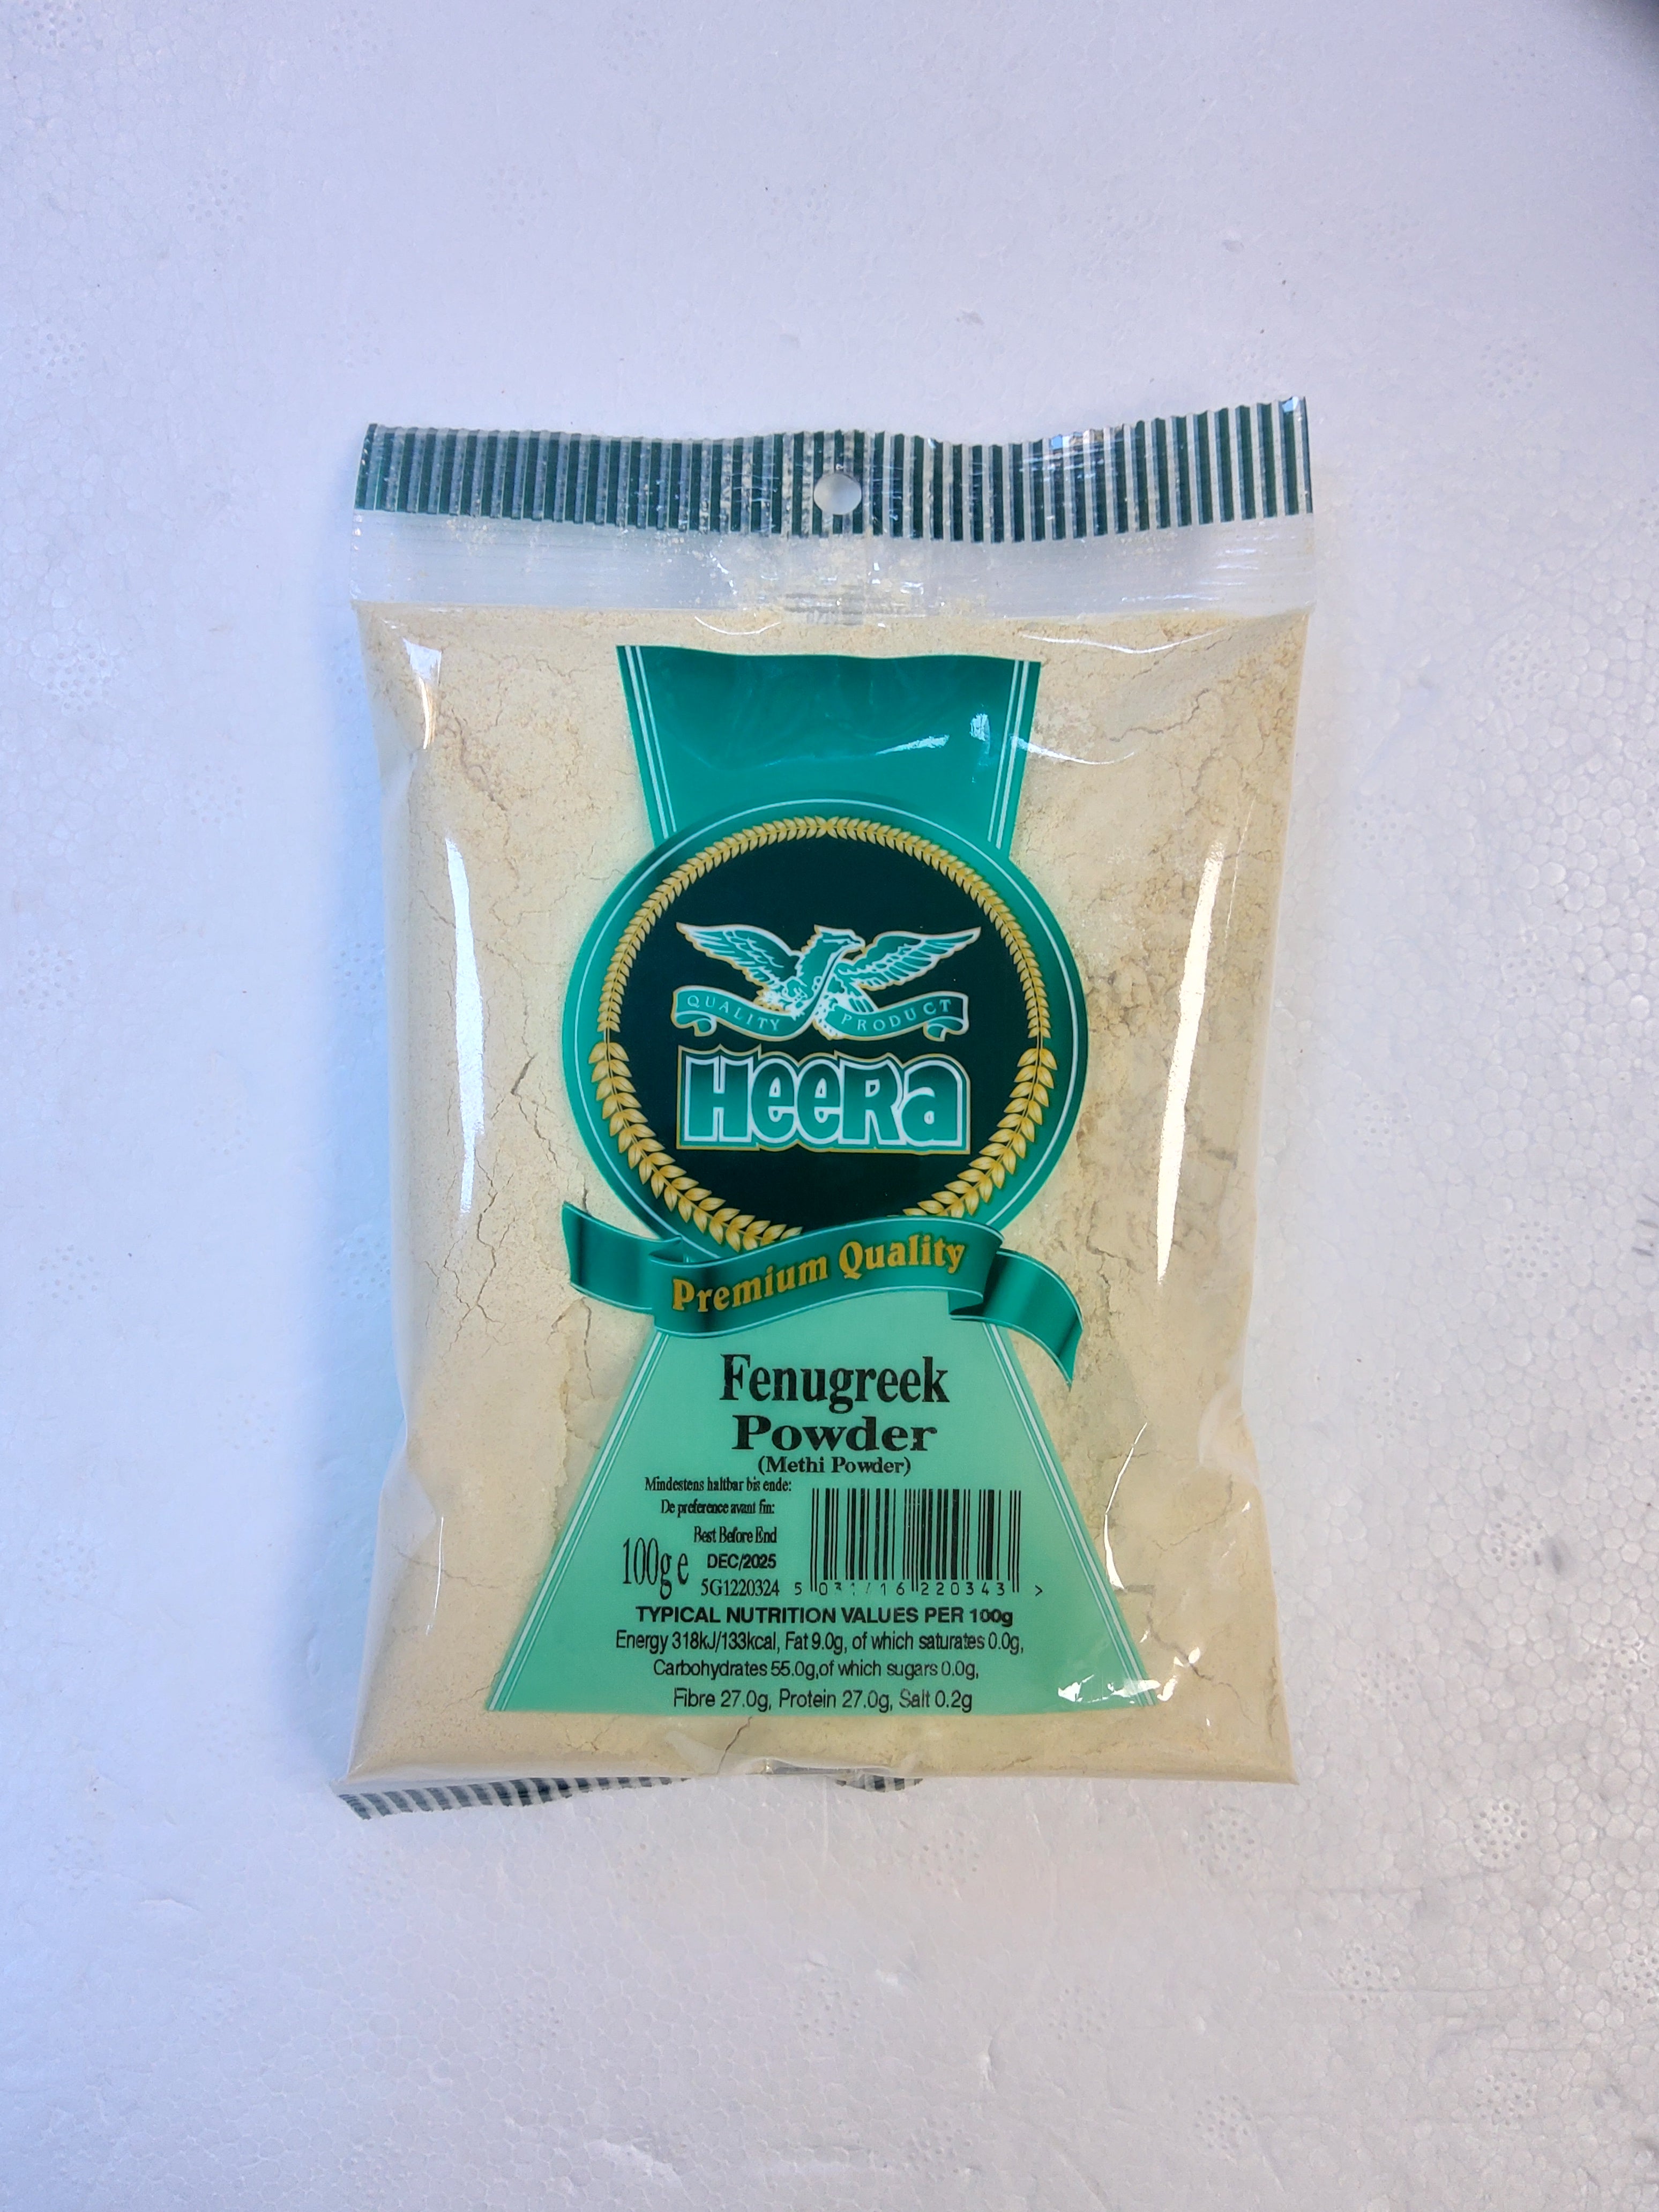 QUALITY PRODUCT
HEERA
Premium Quality
Fenugreek
Powder
(Methi Powder)
Mindestens haltbar bis ende:
De preference avant fin:
Best Before End
100g e DEC/2025
5G1220324
TYPICAL NUTRITION VALUES PER 100g
Energy 318kJ/133kcal, Fat 9.0g, of which saturates 0.0g,
Carbohydrates 55.0g,of which sugars 0.0g,
Fibre 27.0g, Protein 27.0g, Salt 0.2g